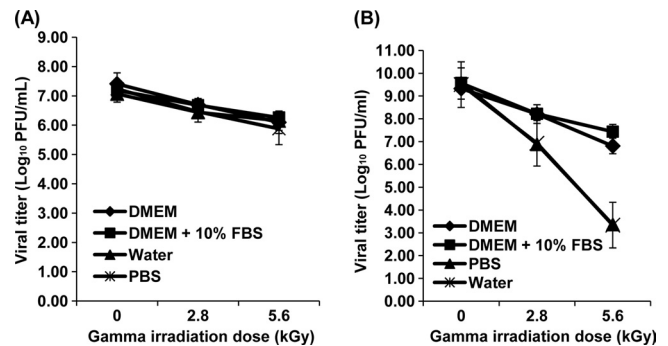 (A)
Viral titer (Log₁₀ PFU/mL)
9.00
8.00
7.00
6.00
5.00
4.00
3.00
2.00
1.00
0.00
DMEM
DMEM + 10% FBS
Water
PBS
0 2.8 5.6
Gamma irradiation dose (kGy)
(B)
Viral titer (Log₁₀ PFU/ml)
11.00
10.00
9.00
8.00
7.00
6.00
5.00
4.00
3.00
2.00
1.00
0.00
DMEM
DMEM + 10% FBS
PBS
Water
0 2.8 5.6
Gamma irradiation dose (kGy)